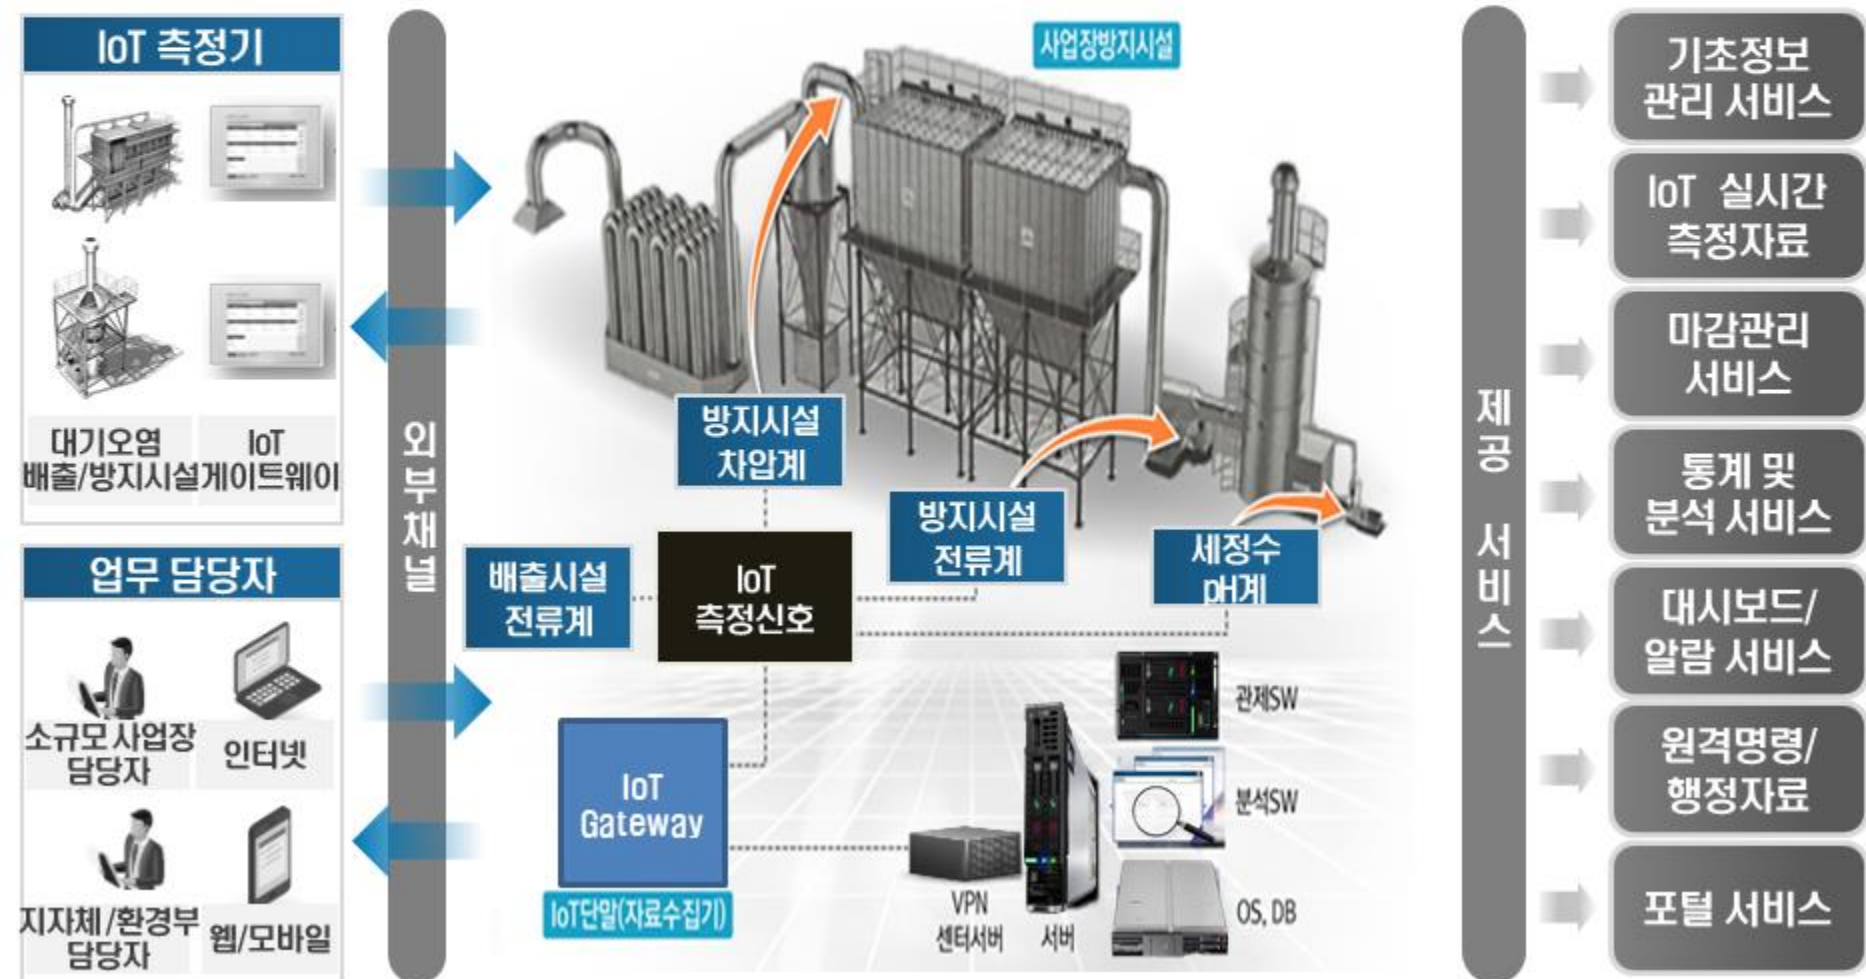 IoT 측정기
대기오염
배출/방지시설
IoT
게이트웨이
업무 담당자
소규모 사업장
담당자
인터넷
지자체/환경부
담당자
웹/모바일
외부채널
사업장방지시설
방지시설
차압계
방지시설
전류계
세정수
pH계
배출시설
전류계
IoT
측정신호
IoT
Gateway
IoT단말(자료수집기)
VPN
센터서버
서버
관제SW
분석SW
OS, DB
제공 서비스
기초정보
관리 서비스
IoT 실시간
측정자료
마감관리
서비스
통계 및
분석 서비스
대시보드/
알람 서비스
원격명령/
행정자료
포털 서비스